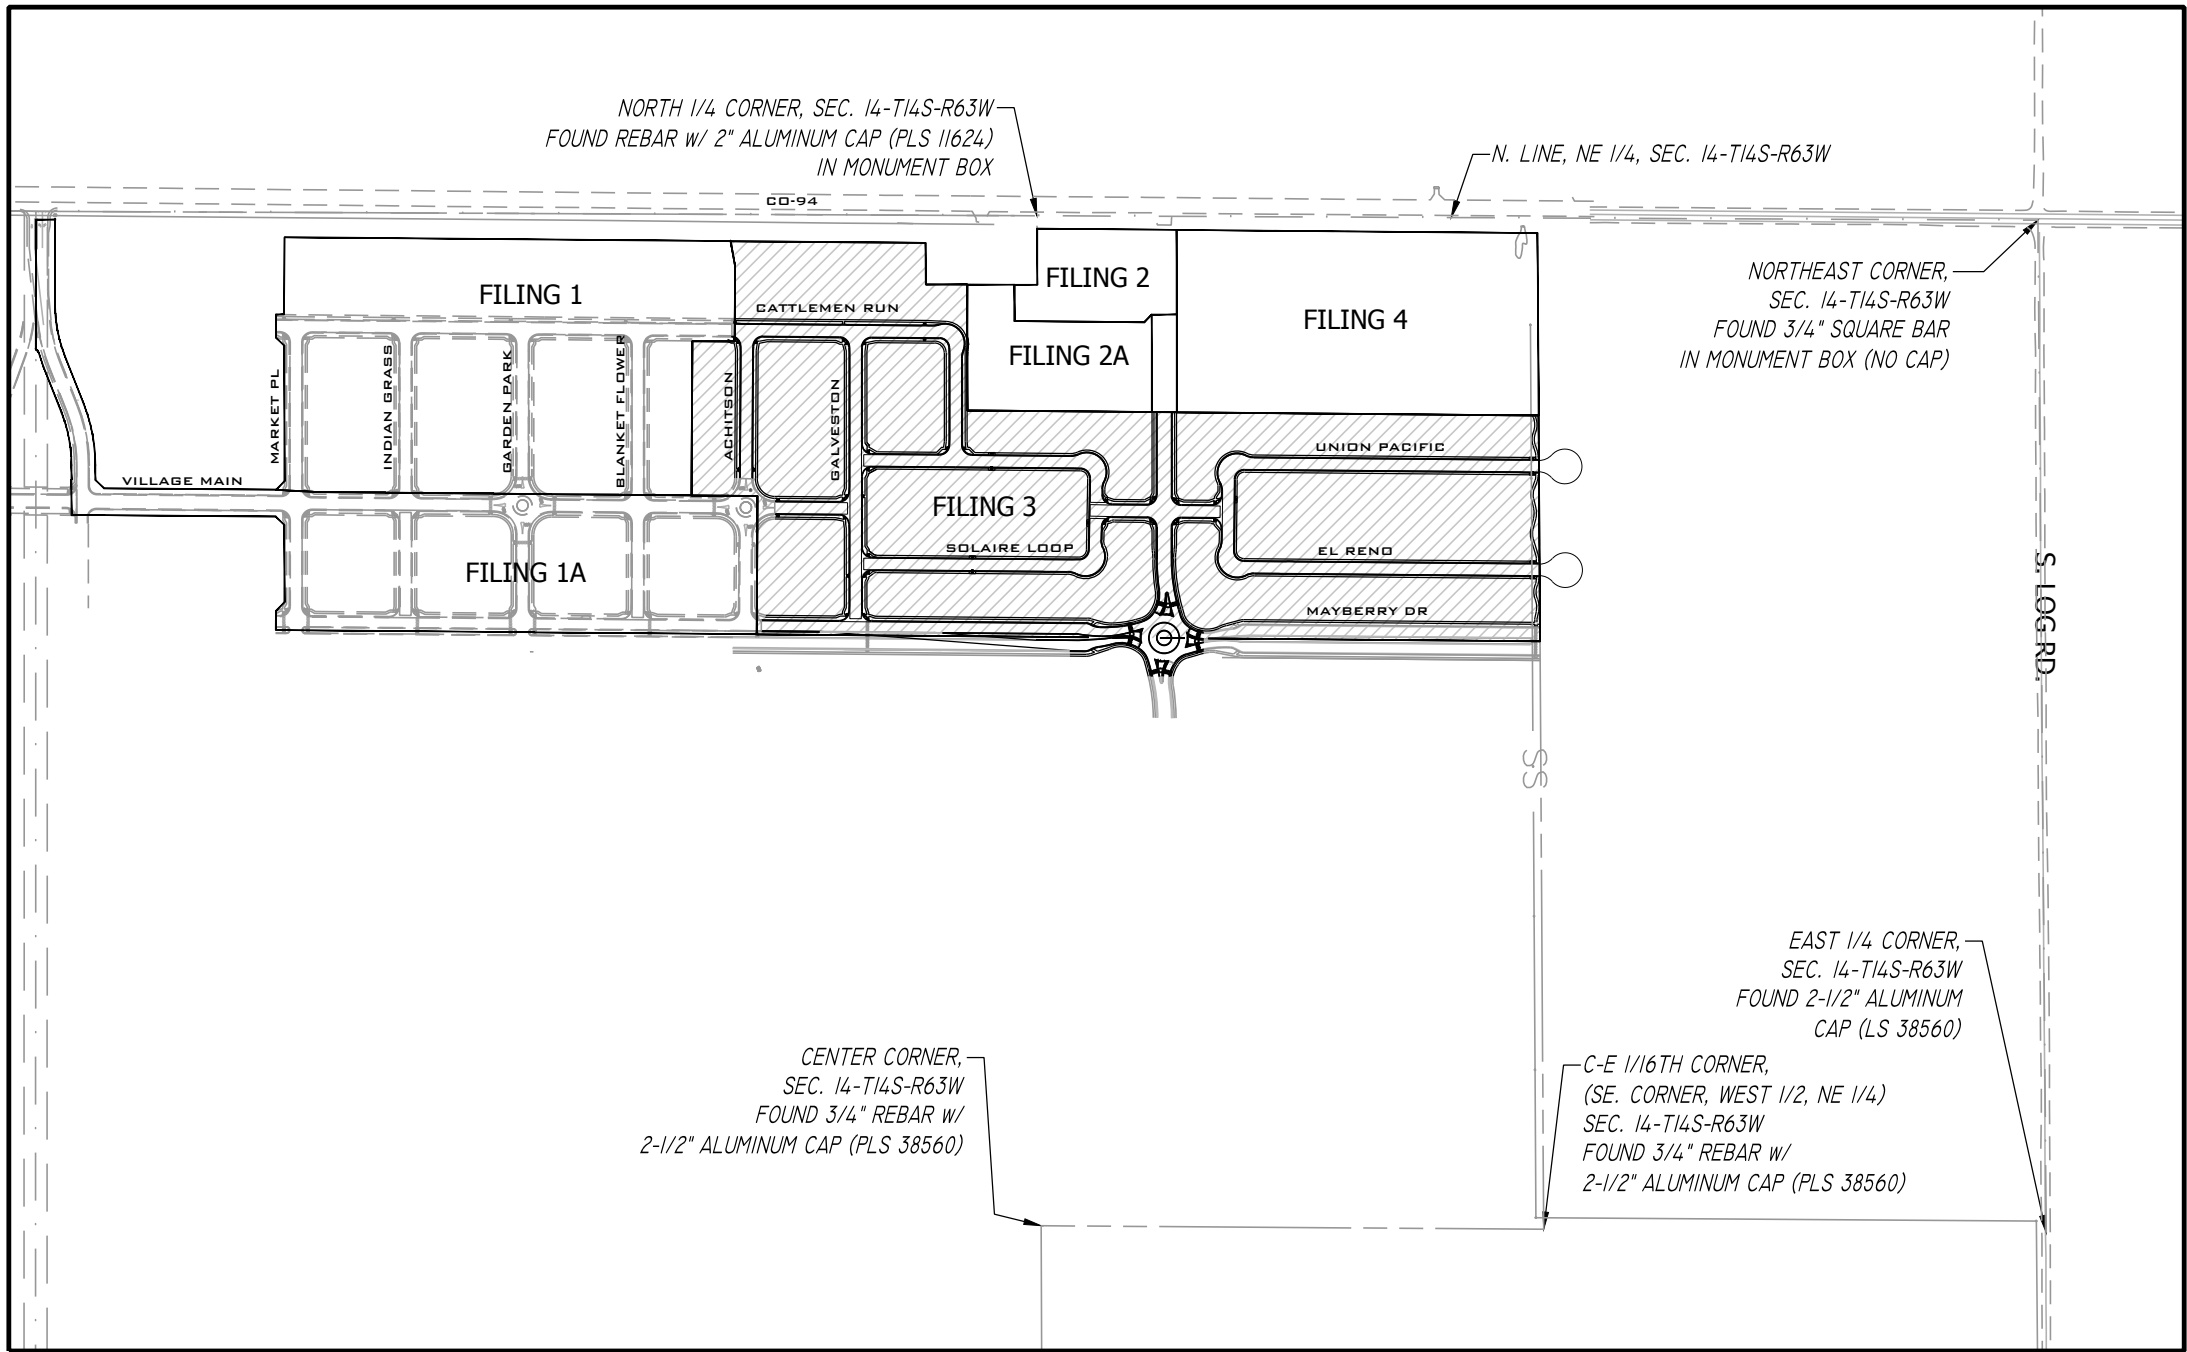 NORTH 1/4 CORNER, SEC. 14-T14S-R63W
FOUND REBAR W/ 2" ALUMINUM CAP (PLS 11624)
IN MONUMENT BOX
N. LINE, NE 1/4, SEC. 14-T14S-R63W
CO-94
NORTHEAST CORNER,
SEC. 14-T14S-R63W
FOUND 3/4" SQUARE BAR
IN MONUMENT BOX (NO CAP)
FILING 1
FILING 2
FILING 4
CATTLEMEN RUN
FILING 2A
MARKET PL
INDIAN GRASS
GARDEN PARK
BLANKET FLOWER
ACHITSON
GALVESTON
UNION PACIFIC
VILLAGE MAIN
FILING 3
SOLAIRE LOOP
EL RENO
FILING 1A
MAYBERRY DR
S. LOG RD.
SS
EAST 1/4 CORNER,
SEC. 14-T14S-R63W
FOUND 2-1/2" ALUMINUM
CAP (LS 38560)
CENTER CORNER,
SEC. 14-T14S-R63W
FOUND 3/4" REBAR W/
2-1/2" ALUMINUM CAP (PLS 38560)
C-E 1/16TH CORNER,
(SE. CORNER, WEST 1/2, NE 1/4)
SEC. 14-T14S-R63W
FOUND 3/4" REBAR W/
2-1/2" ALUMINUM CAP (PLS 38560)